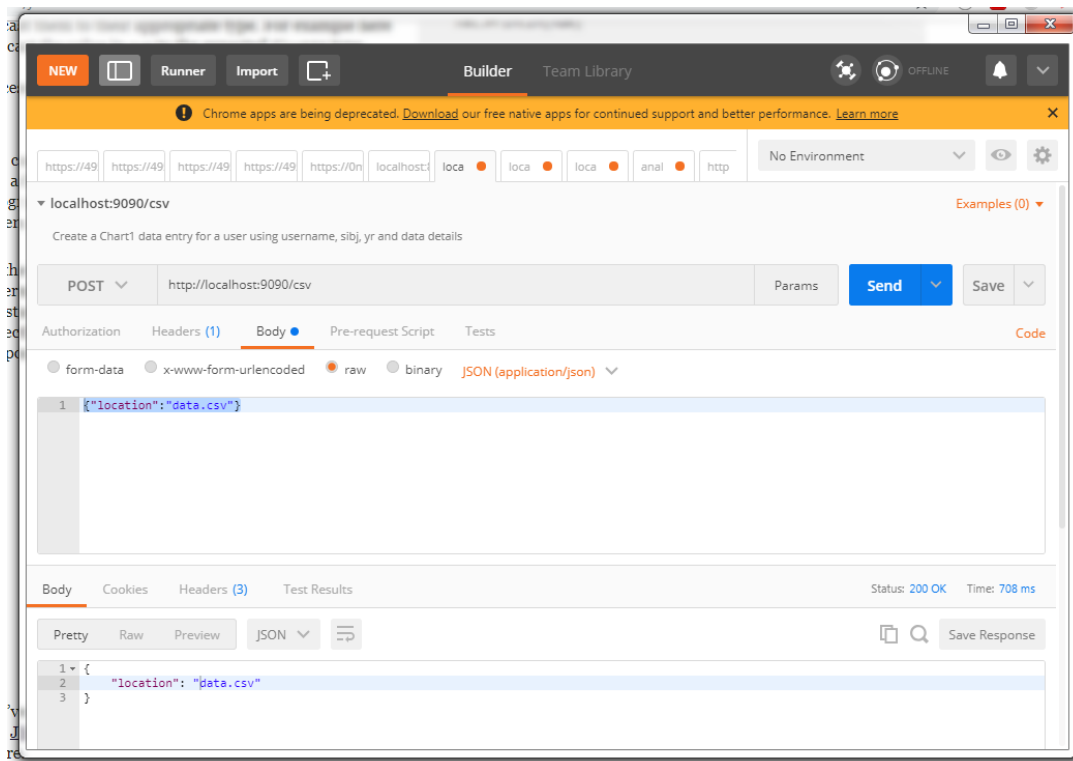 NEW Runner Import Builder Team Library OFFLINE
Chrome apps are being deprecated. Download our free native apps for continued support and better performance. Learn more
https://49 https://49 https://49 https://49 https://0n localhost: loca loca loca anal http No Environment
localhost:9090/csv Examples (0)
Create a Chart1 data entry for a user using username, sibj, yr and data details
POST http://localhost:9090/csv Params Send Save
Authorization Headers (1) Body Pre-request Script Tests Code
form-data x-www-form-urlencoded raw binary JSON (application/json)
1 {"location":"data.csv"}
Body Cookies Headers (3) Test Results Status: 200 OK Time: 708 ms
Pretty Raw Preview JSON Save Response
1 {
2 "location": "data.csv"
3 }